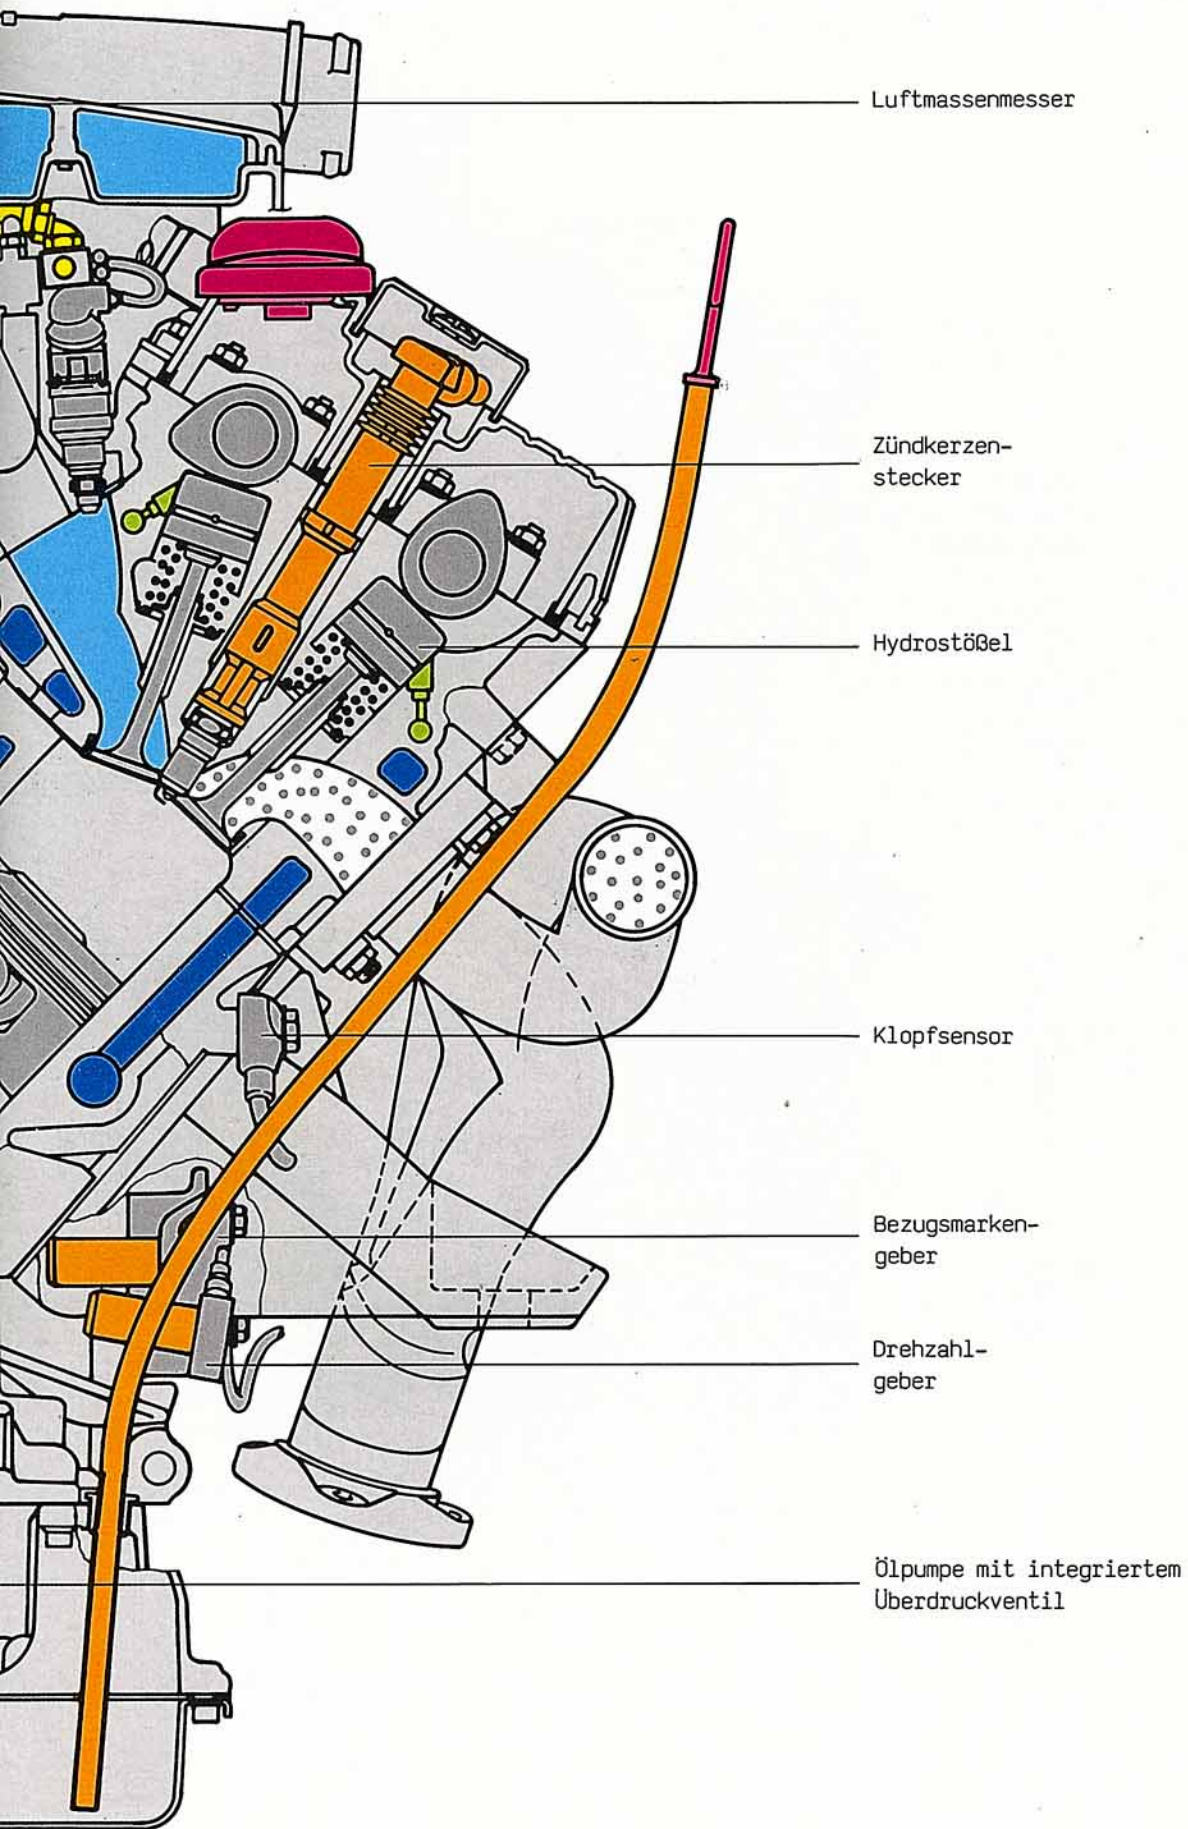 Luftmassenmesser
Zündkerzen-
stecker
Hydrostößel
Klopfsensor
Bezugsmarken-
geber
Drehzahl-
geber
Ölpumpe mit integriertem
Überdruckventil